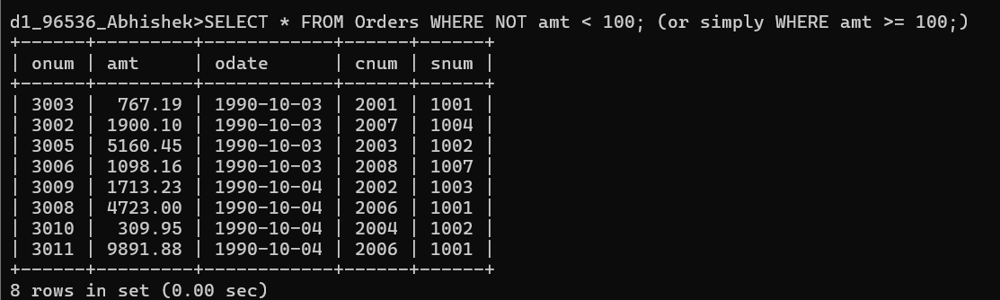 d1_96536_Abhishek>SELECT * FROM Orders WHERE NOT amt < 100; (or simply WHERE amt >= 100;)
+------+---------+------------+------+------+
| onum | amt     | odate      | cnum | snum |
+------+---------+------------+------+------+
| 3003 |  767.19 | 1990-10-03 | 2001 | 1001 |
| 3002 | 1900.10 | 1990-10-03 | 2007 | 1004 |
| 3005 | 5160.45 | 1990-10-03 | 2003 | 1002 |
| 3006 | 1098.16 | 1990-10-03 | 2008 | 1007 |
| 3009 | 1713.23 | 1990-10-04 | 2002 | 1003 |
| 3008 | 4723.00 | 1990-10-04 | 2006 | 1001 |
| 3010 |  309.95 | 1990-10-04 | 2004 | 1002 |
| 3011 | 9891.88 | 1990-10-04 | 2006 | 1001 |
+------+---------+------------+------+------+
8 rows in set (0.00 sec)